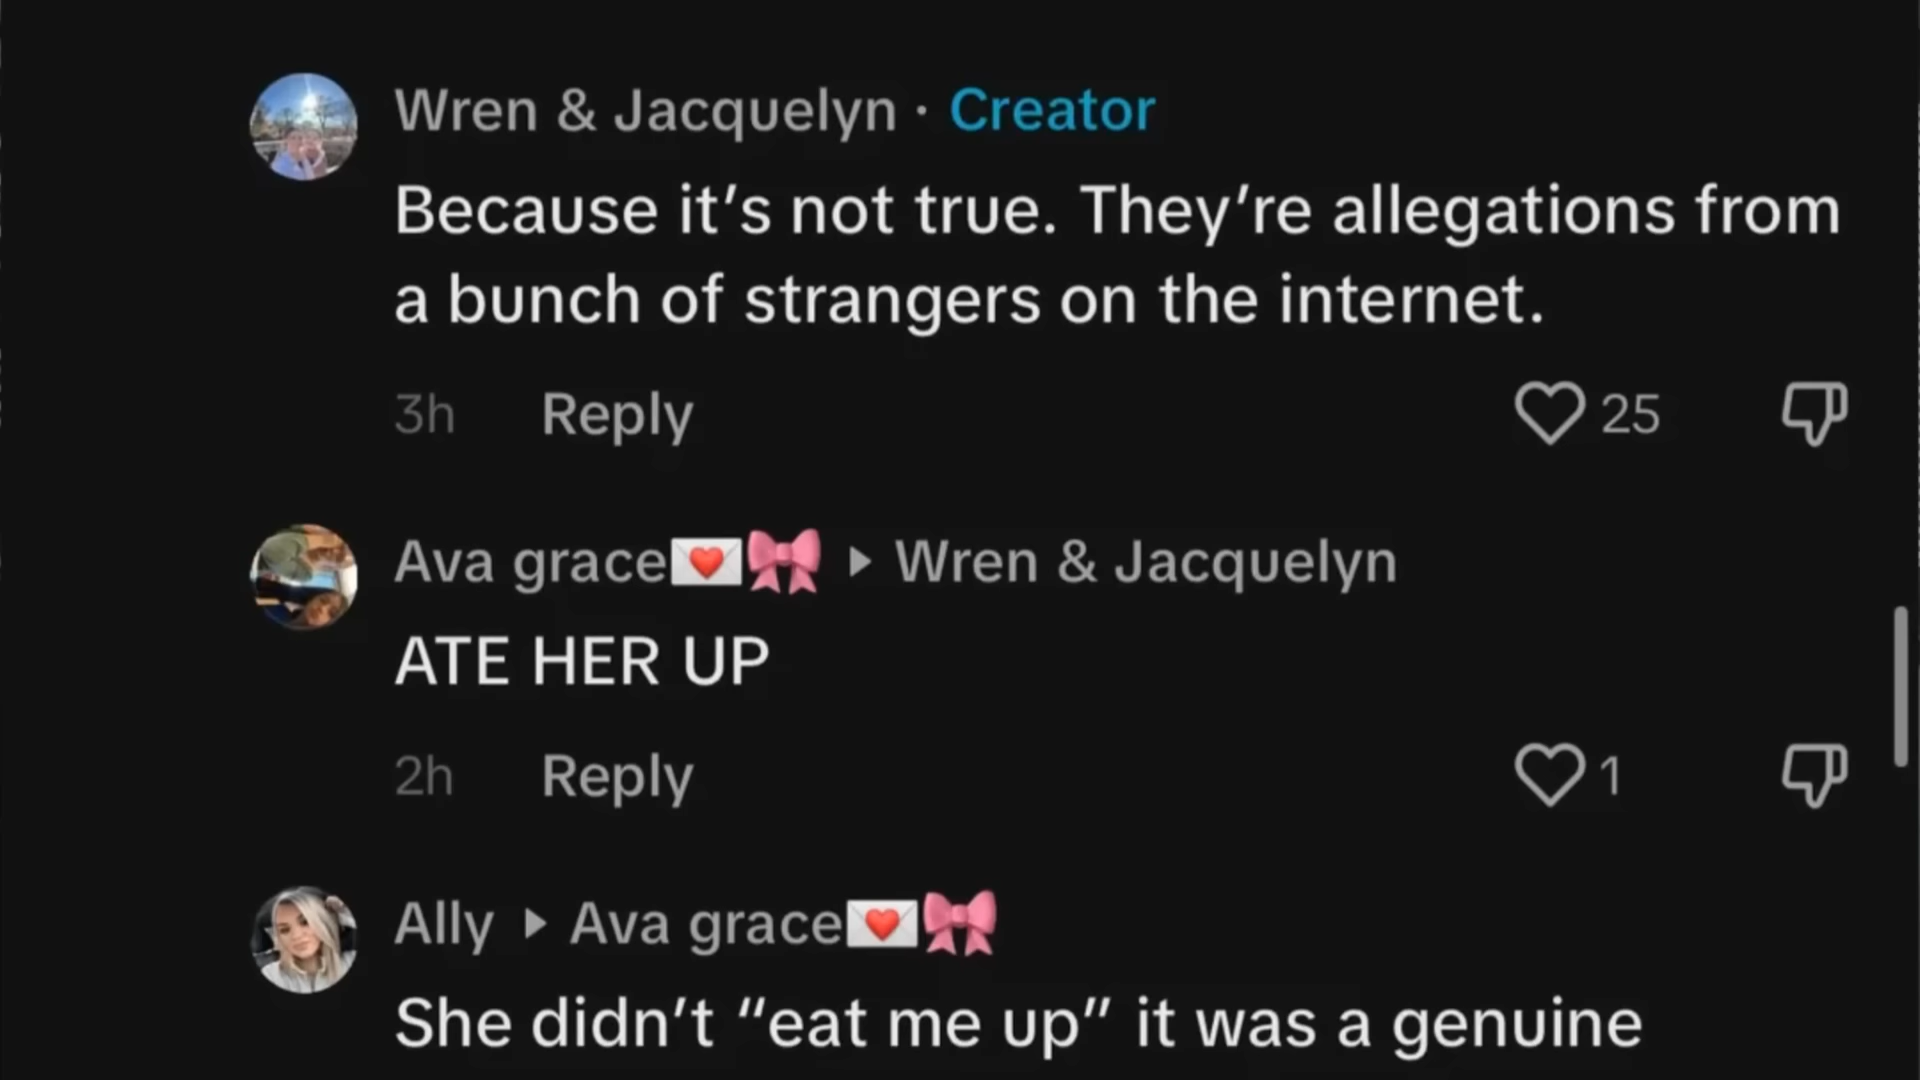 Wren & Jacquelyn · Creator
Because it’s not true. They’re allegations from
a bunch of strangers on the internet.
3h Reply 25
Ava grace💌🎀 ▸ Wren & Jacquelyn
ATE HER UP
2h Reply 1
Ally ▸ Ava grace💌🎀
She didn’t “eat me up” it was a genuine